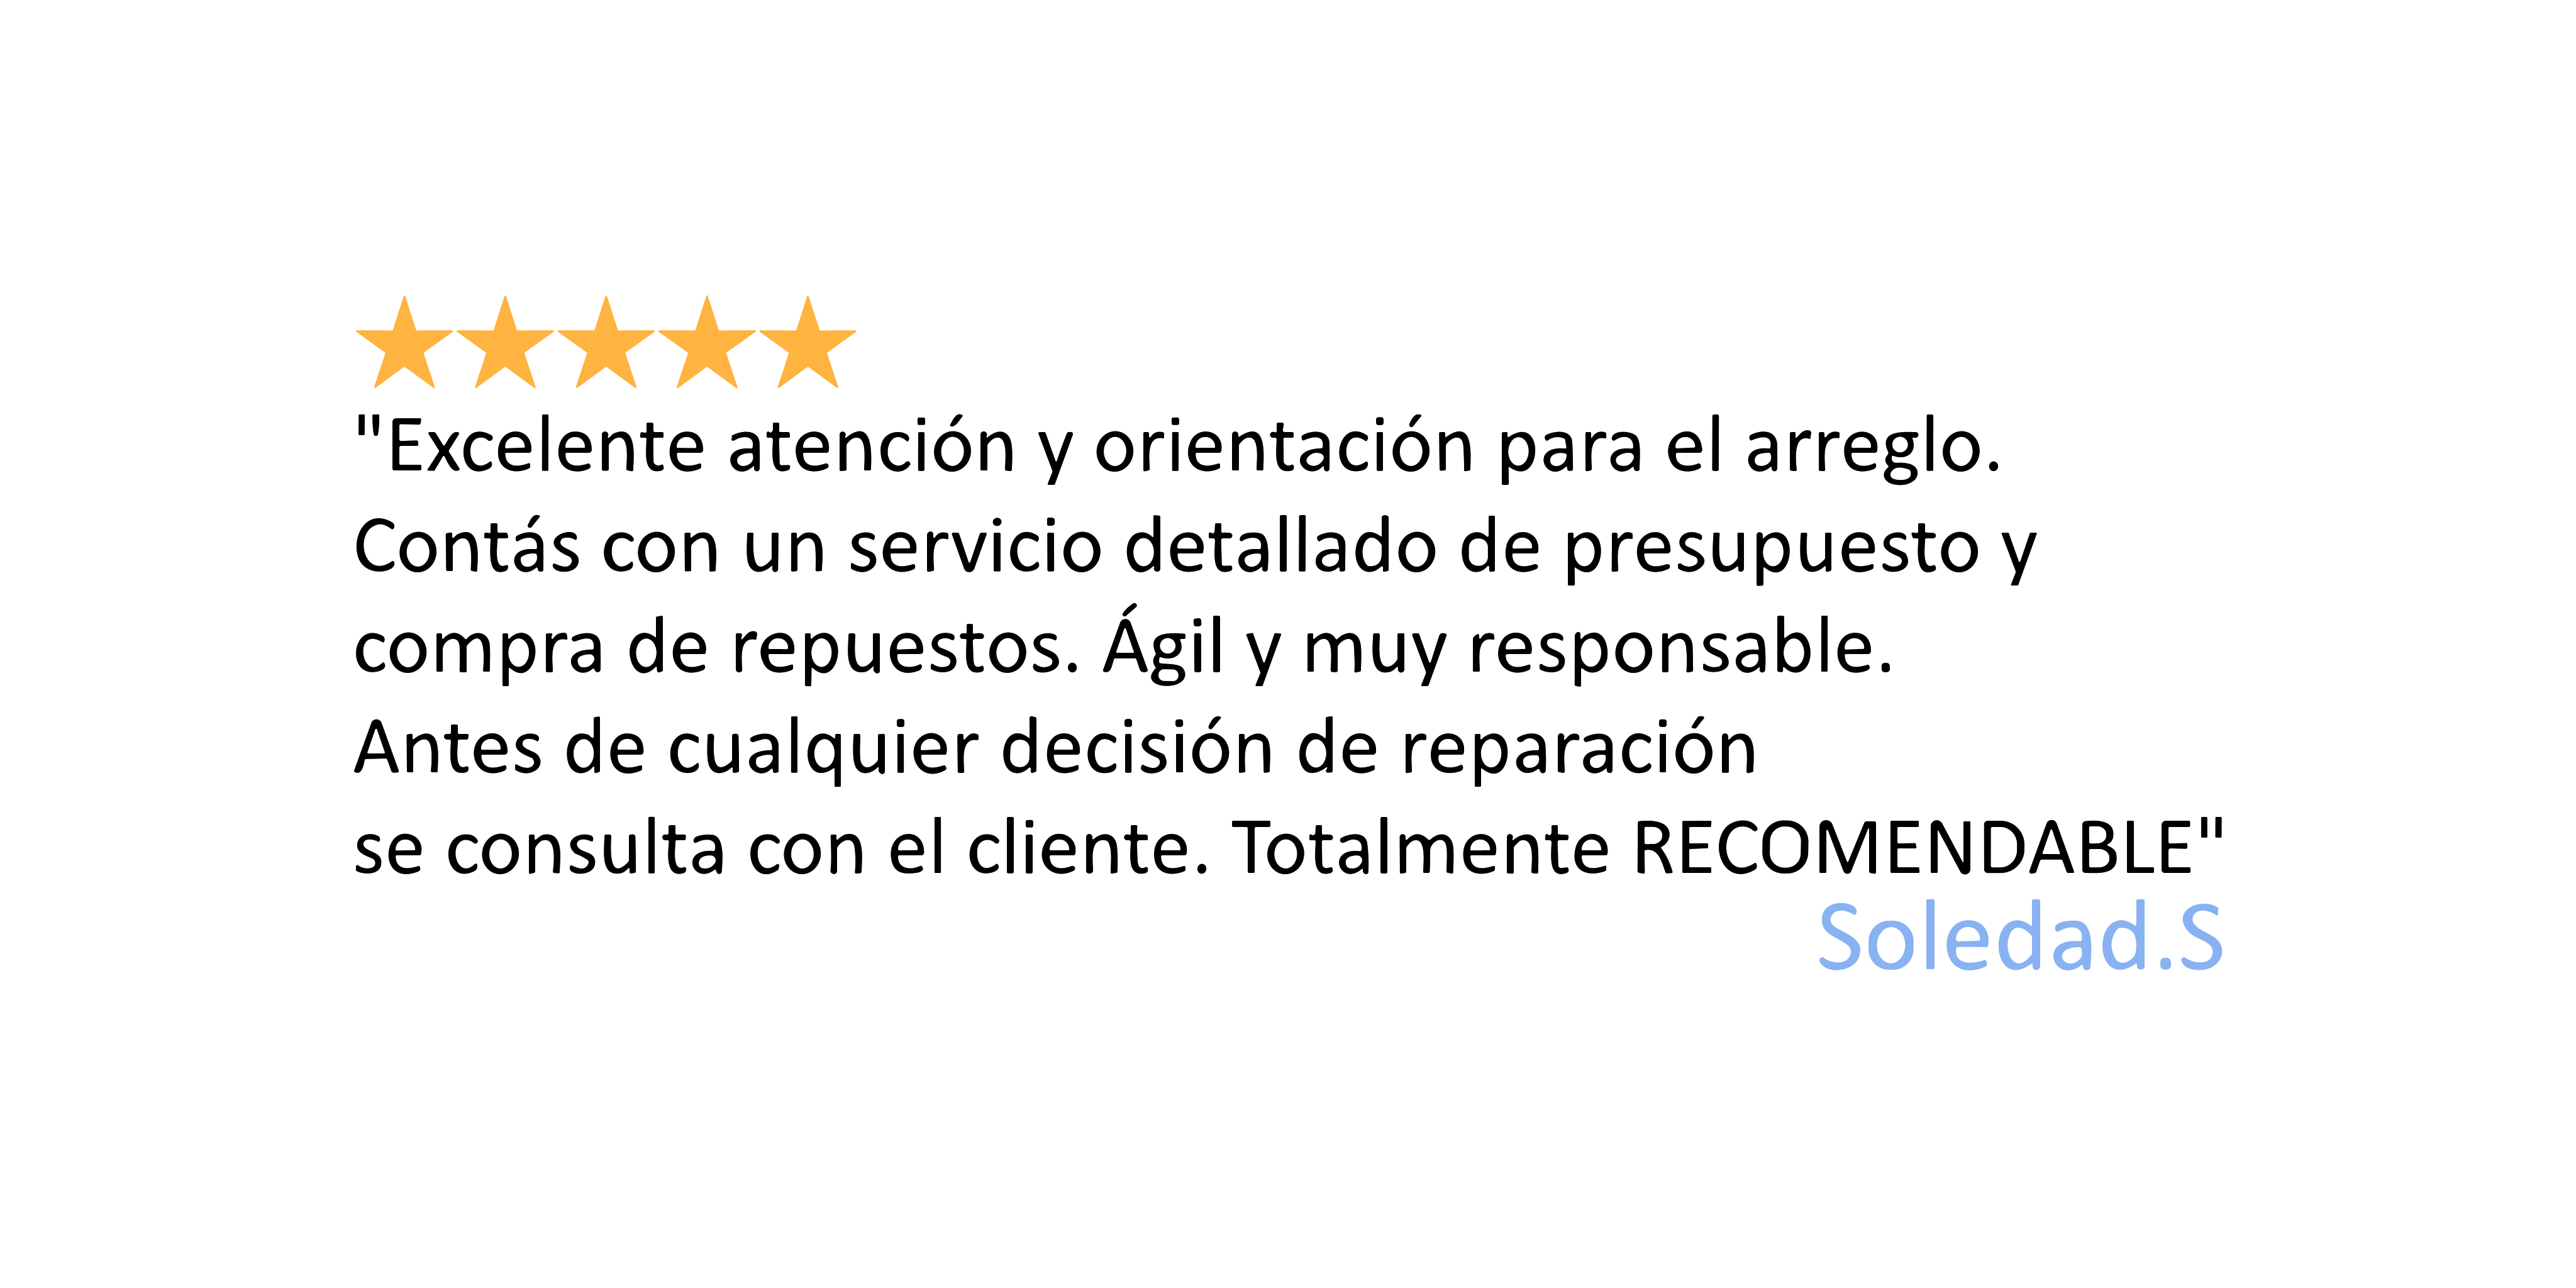 "Excelente atención y orientación para el arreglo.
Contás con un servicio detallado de presupuesto y
compra de repuestos. Ágil y muy responsable.
Antes de cualquier decisión de reparación
se consulta con el cliente. Totalmente RECOMENDABLE"
Soledad.S